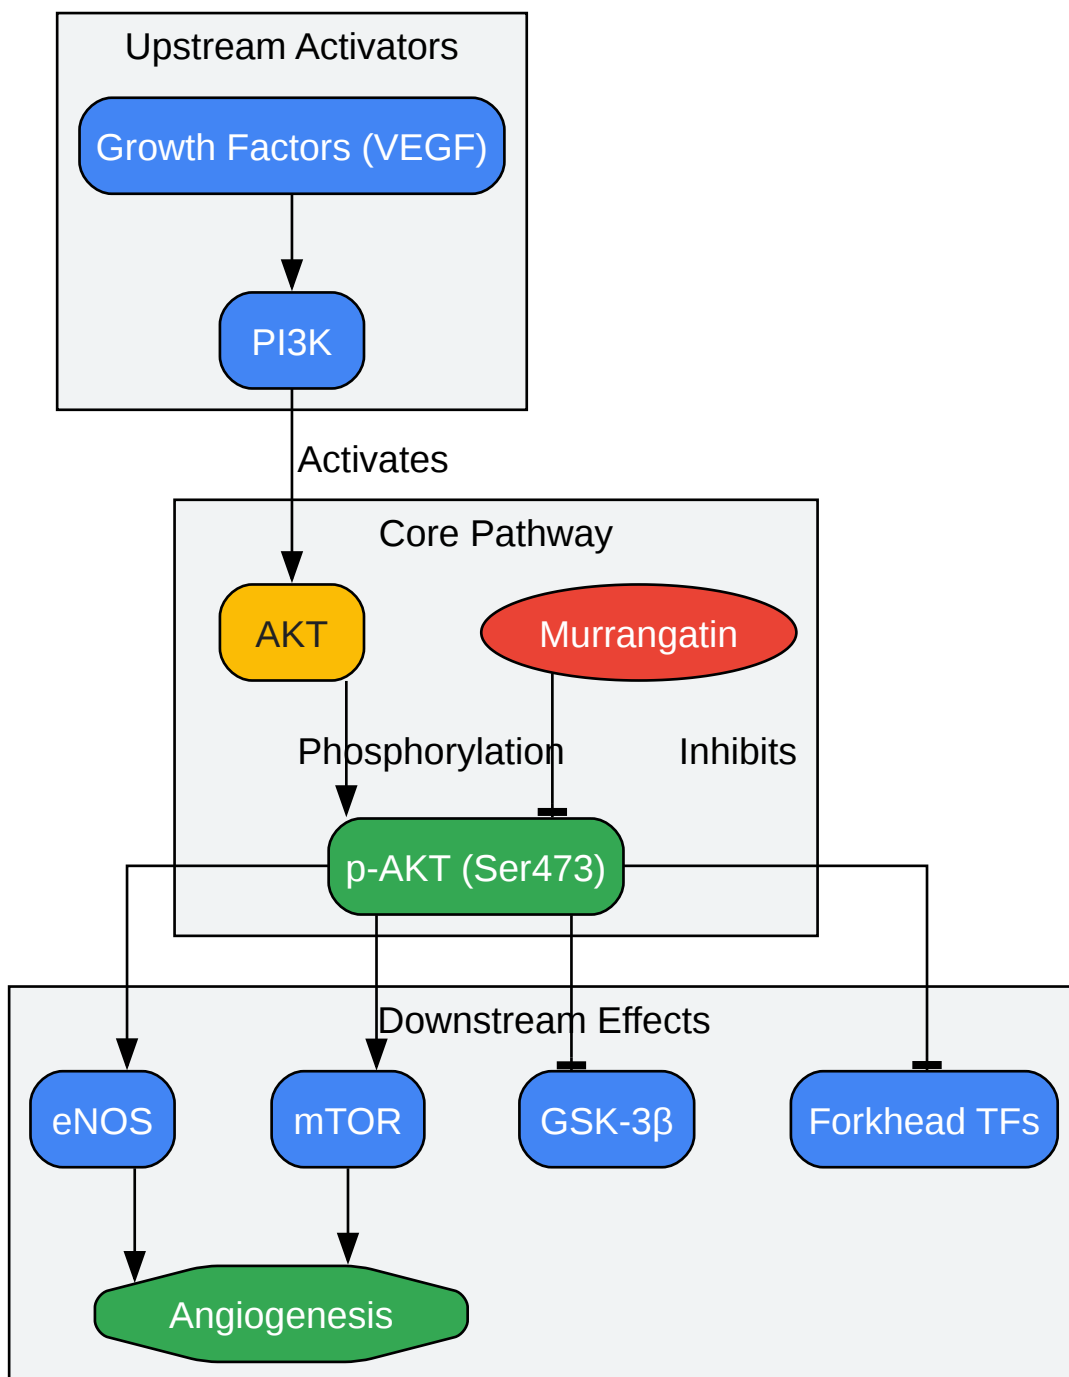 Upstream Activators
Growth Factors (VEGF)
PI3K
Activates
Core Pathway
AKT
Murrangatin
Phosphorylation
Inhibits
p-AKT (Ser473)
Downstream Effects
eNOS
mTOR
GSK-3β
Forkhead TFs
Angiogenesis